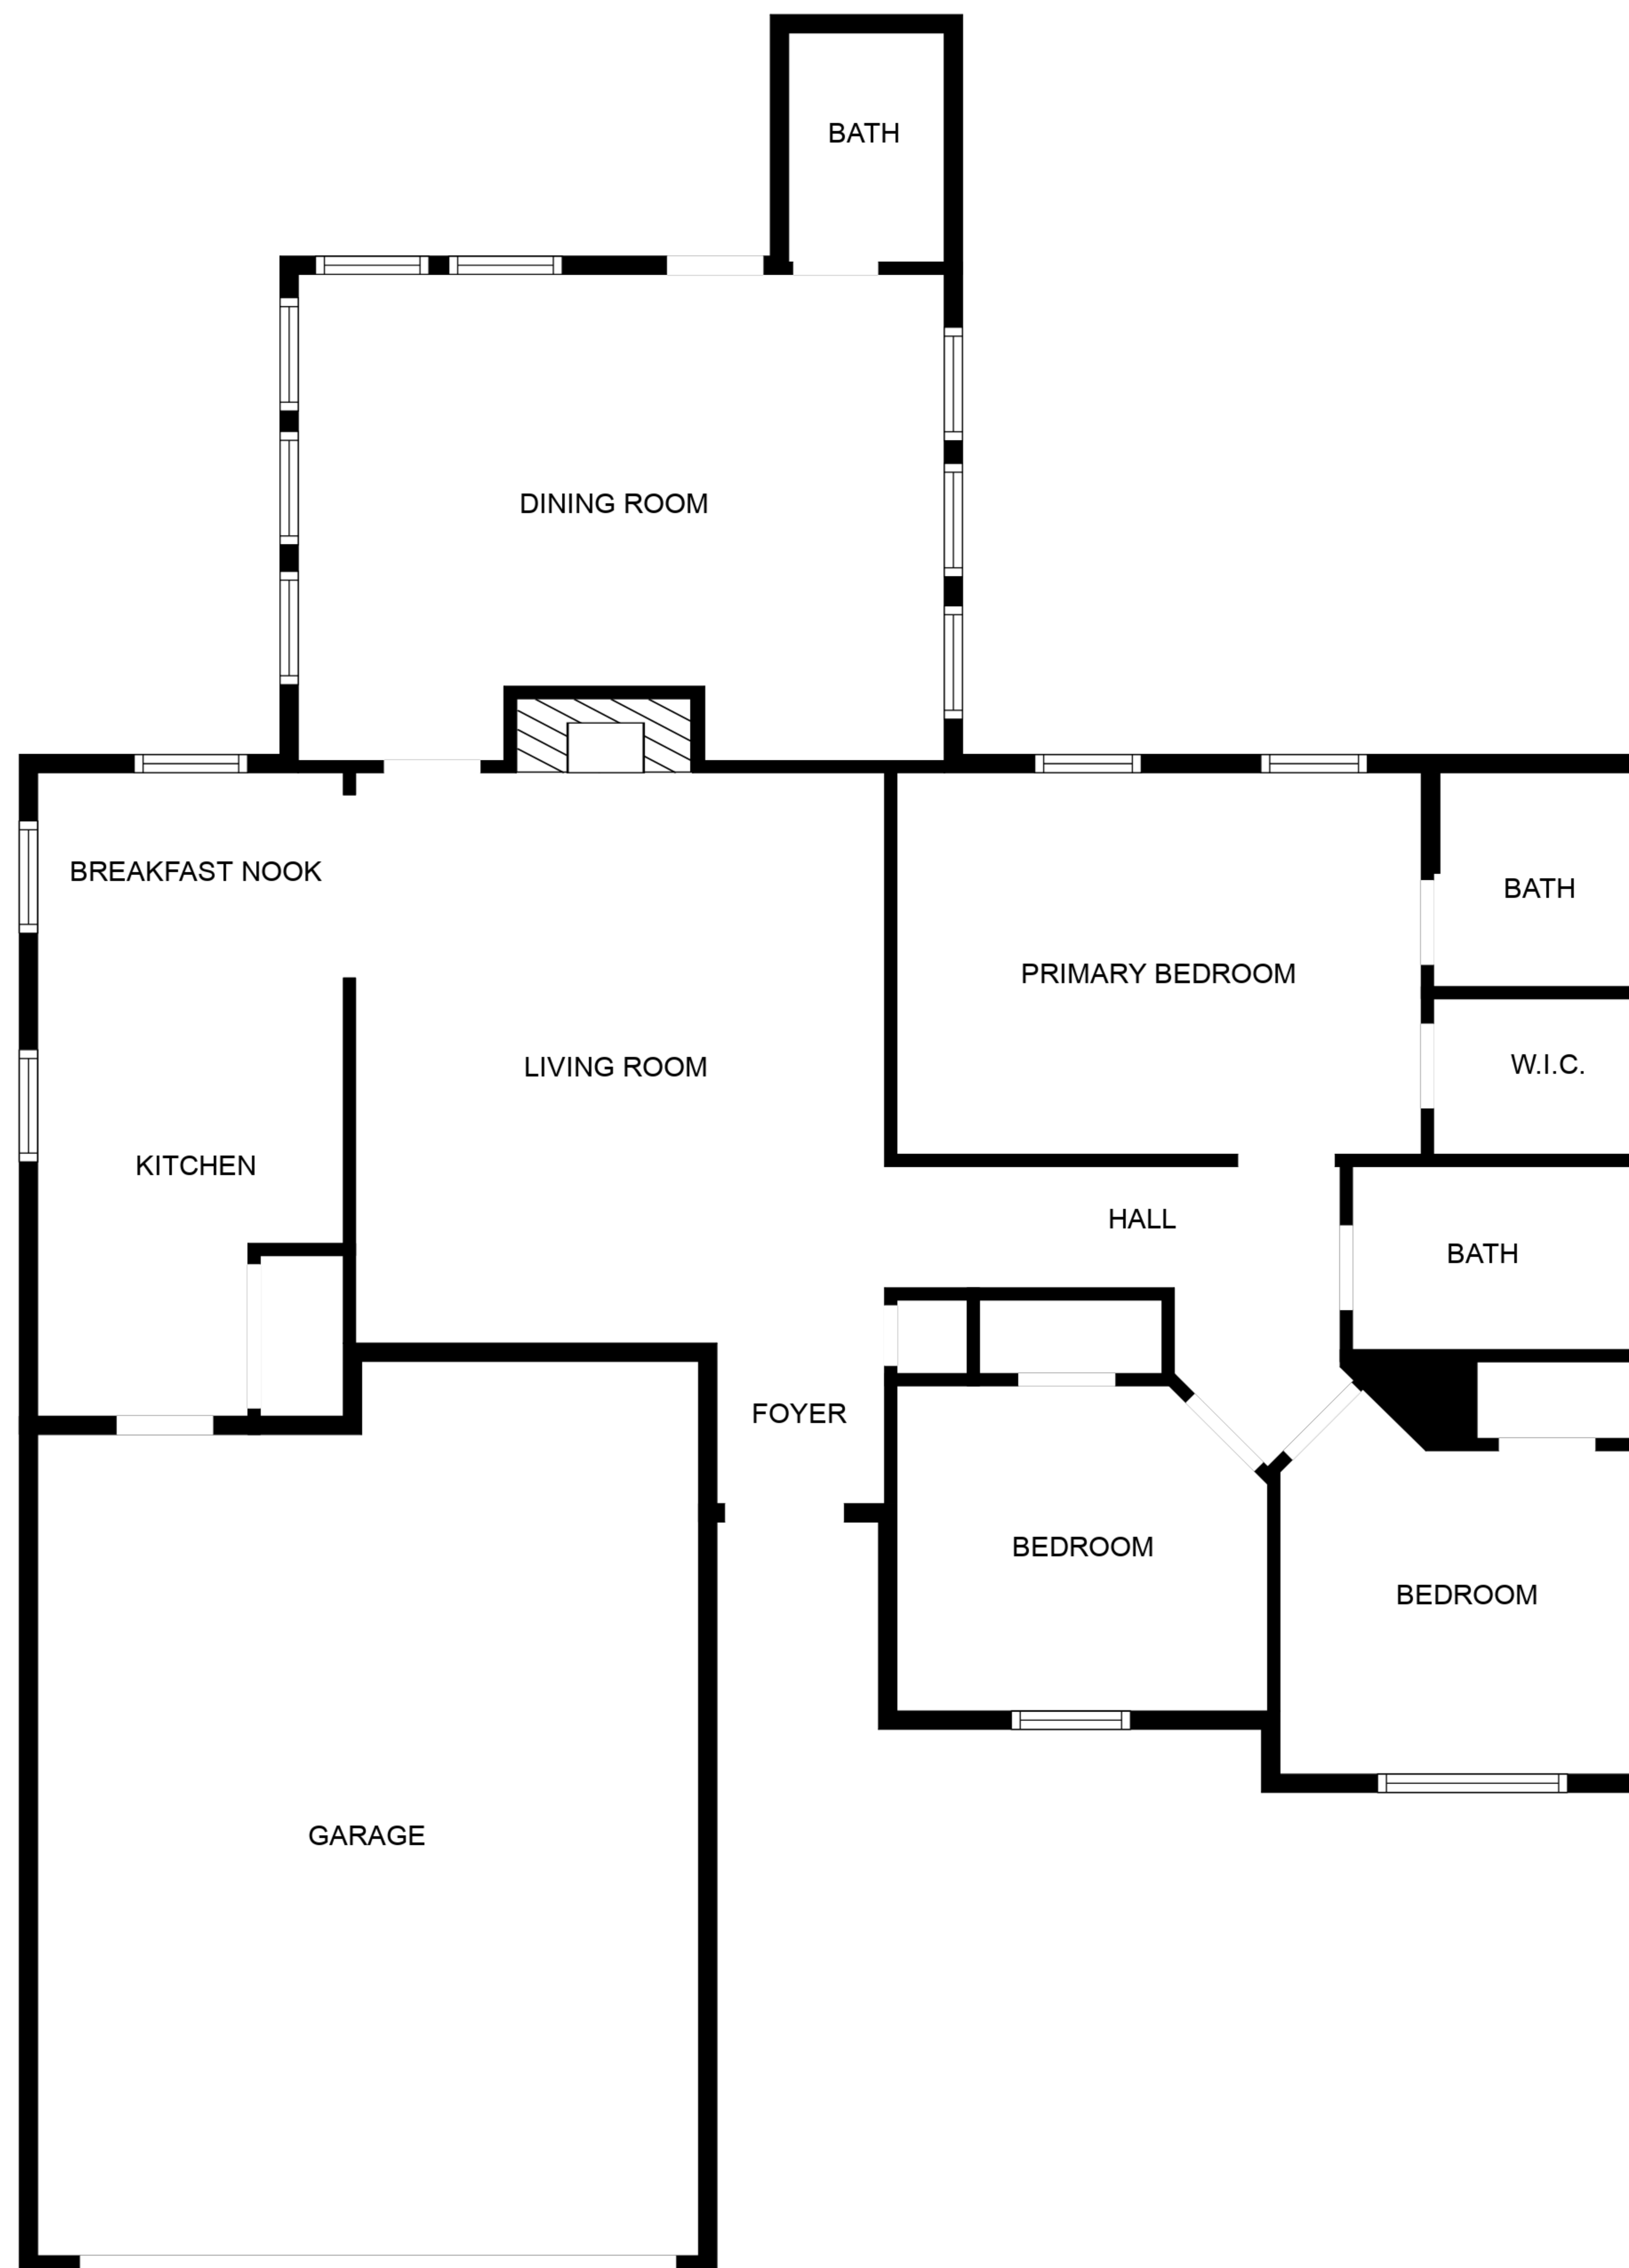 BATH
DINING ROOM
BREAKFAST NOOK
BATH
PRIMARY BEDROOM
LIVING ROOM
W.I.C.
KITCHEN
HALL
BATH
FOYER
BEDROOM
BEDROOM
GARAGE